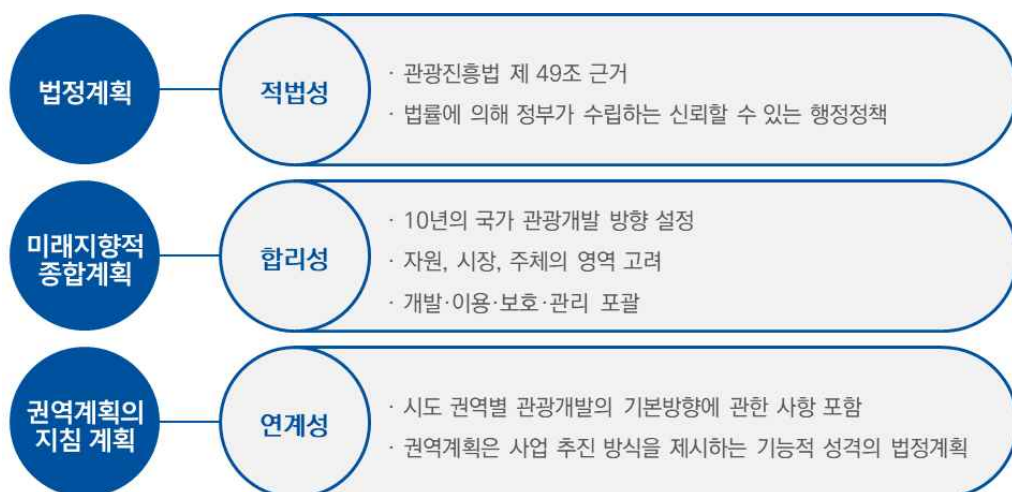 법정계획
적법성
· 관광진흥법 제 49조 근거
· 법률에 의해 정부가 수립하는 신뢰할 수 있는 행정정책
미래지향적
종합계획
합리성
· 10년의 국가 관광개발 방향 설정
· 자원, 시장, 주체의 영역 고려
· 개발·이용·보호·관리 포괄
권역계획의
지침 계획
연계성
· 시도 권역별 관광개발의 기본방향에 관한 사항 포함
· 권역계획은 사업 추진 방식을 제시하는 기능적 성격의 법정계획